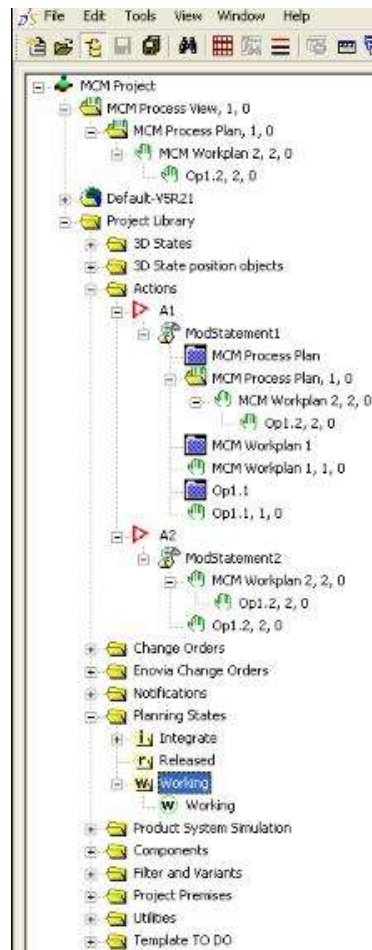 File Edit Tools View Window Help
MCM Project
MCM Process View, 1, 0
MCM Process Plan, 1, 0
MCM Workplan 2, 2, 0
Op1.2, 2, 0
Default-V5R21
Project Library
3D States
3D State position objects
Actions
A1
ModStatement1
MCM Process Plan
MCM Process Plan, 1, 0
MCM Workplan 2, 2, 0
Op1.2, 2, 0
MCM Workplan 1
MCM Workplan 1, 1, 0
Op1.1
Op1.1, 1, 0
A2
ModStatement2
MCM Workplan 2, 2, 0
Op1.2, 2, 0
Op1.2, 2, 0
Change Orders
Enovia Change Orders
Notifications
Planning States
i Integrate
r Released
w Working
w Working
Product System Simulation
Components
Filter and Variants
Project Premises
Utilities
Template TO DO